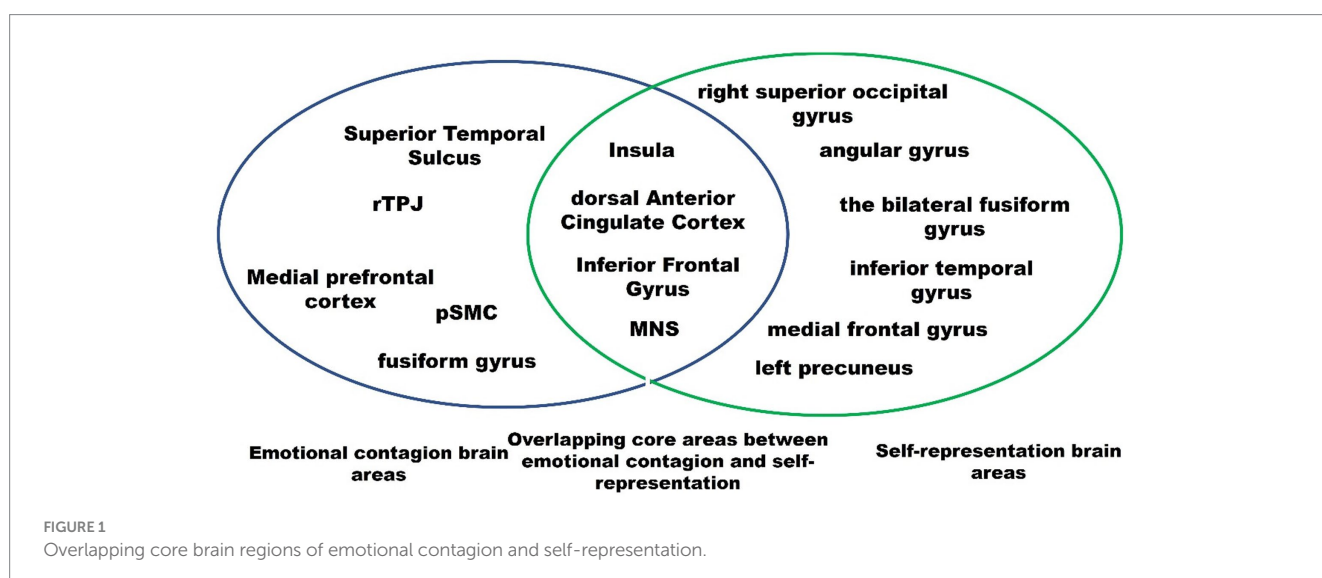 Superior Temporal
Sulcus
rTPJ
Medial prefrontal
cortex
pSMC
fusiform gyrus
Insula
dorsal Anterior
Cingulate Cortex
Inferior Frontal
Gyrus
MNS
right superior occipital
gyrus
angular gyrus
the bilateral fusiform
gyrus
inferior temporal
gyrus
medial frontal gyrus
left precuneus
Emotional contagion brain
areas
Overlapping core areas between
emotional contagion and self-
representation
Self-representation brain
areas
FIGURE 1
Overlapping core brain regions of emotional contagion and self-representation.